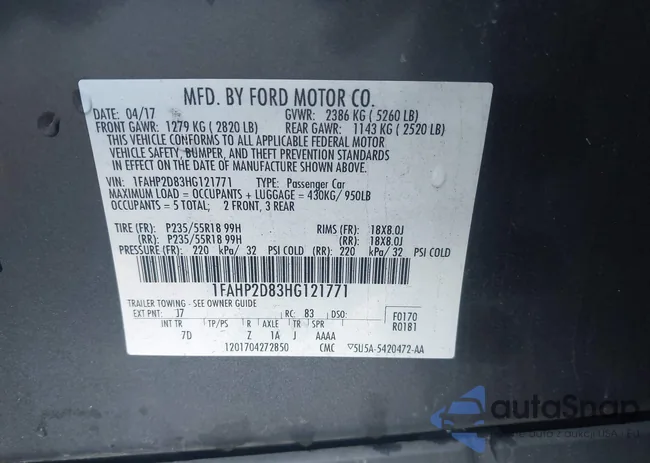 MFD. BY FORD MOTOR CO.
DATE: 04/17 GVWR: 2386 KG ( 5260 LB)
FRONT GAWR: 1279 KG ( 2820 LB) REAR GAWR: 1143 KG ( 2520 LB)
THIS VEHICLE CONFORMS TO ALL APPLICABLE FEDERAL MOTOR
VEHICLE SAFETY, BUMPER, AND THEFT PREVENTION STANDARDS
IN EFFECT ON THE DATE OF MANUFACTURE SHOWN ABOVE.
VIN: 1FAHP2D83HG121771 TYPE: Passenger Car
MAXIMUM LOAD = OCCUPANTS + LUGGAGE = 430KG/ 950LB
OCCUPANTS = 5 TOTAL; 2 FRONT, 3 REAR
TIRE (FR): P235/55R18 99H RIMS (FR): 18X8.0J
(RR): P235/55R18 99H (RR): 18X8.0J
PRESSURE (FR): 220 kPa/ 32 PSI COLD (RR): 220 kPa/ 32 PSI COLD
1FAHP2D83HG121771
TRAILER TOWING - SEE OWNER GUIDE
EXT PNT: J7 RC: 83 DSO: F0170
INT TR TP/PS R AXLE TR SPR R0181
7D Z 1A J AAAA
1201704272850 CMC ▽5U5A-5420472-AA
autoSnap
auto z aukcji USA, EU